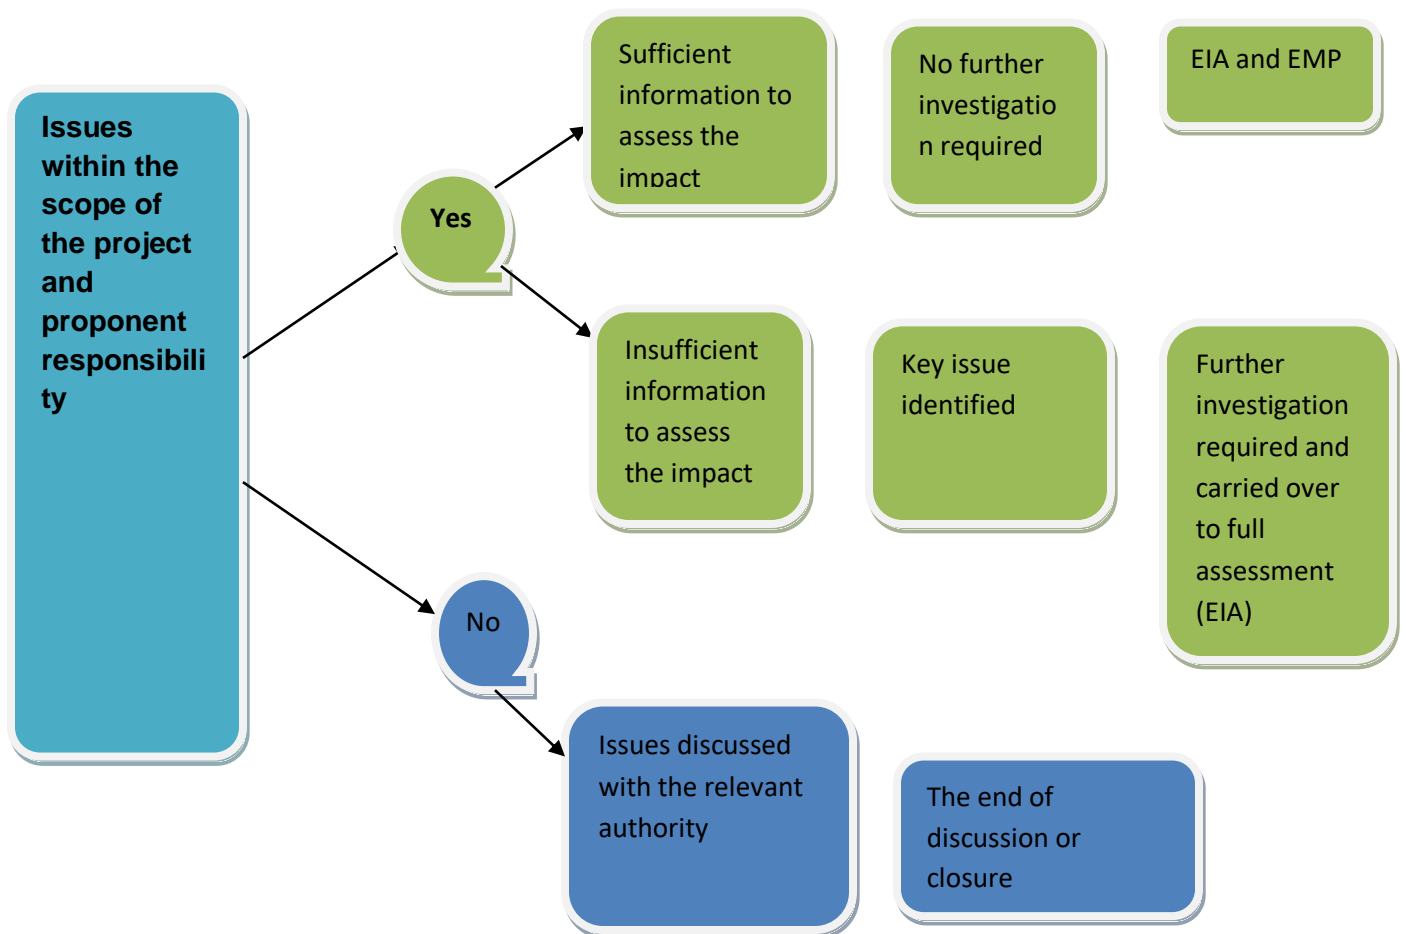 Issues
within the
scope of
the project
and
proponent
responsibili
ty
Yes
Sufficient
information to
assess the
impact
No further
investigatio
n required
EIA and EMP
Insufficient
information
to assess
the impact
Key issue
identified
Further
investigation
required and
carried over
to full
assessment
(EIA)
No
Issues discussed
with the relevant
authority
The end of
discussion or
closure